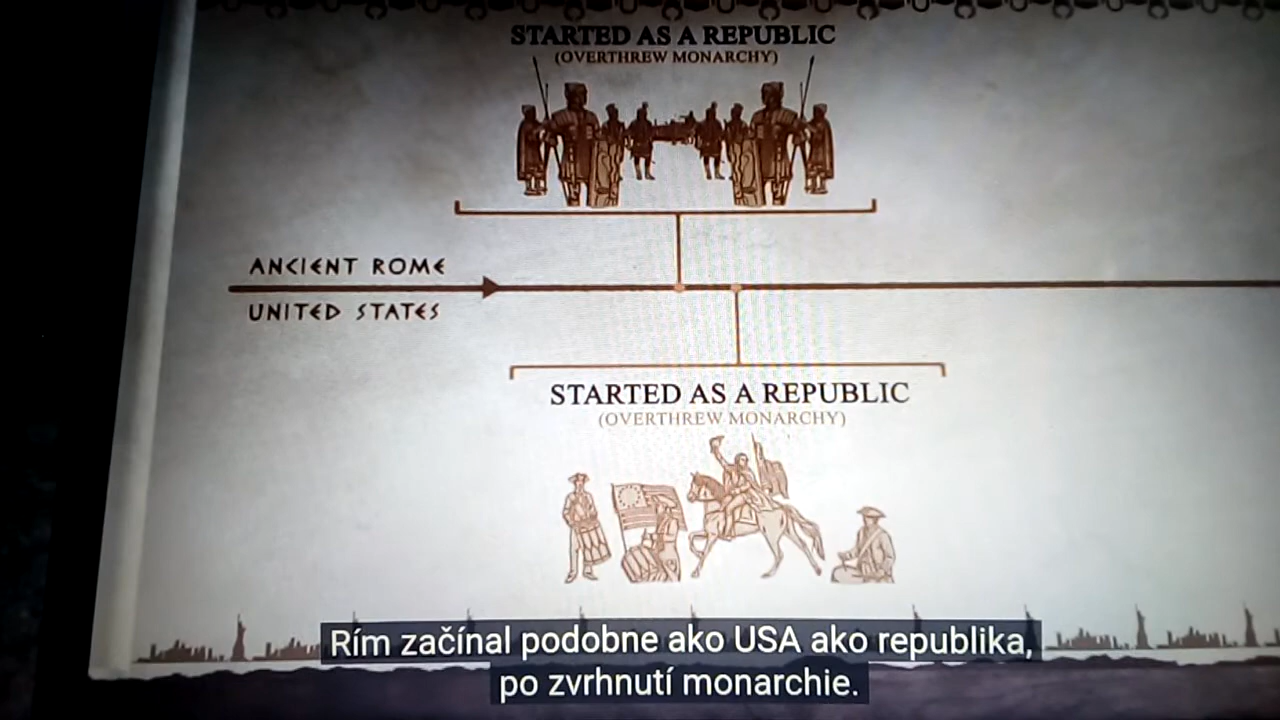 STARTED AS A REPUBLIC
(OVERTHREW MONARCHY)
ANCIENT ROME
UNITED STATES
STARTED AS A REPUBLIC
(OVERTHREW MONARCHY)
Rím začínal podobne ako USA ako republika,
po zvrhnutí monarchie.